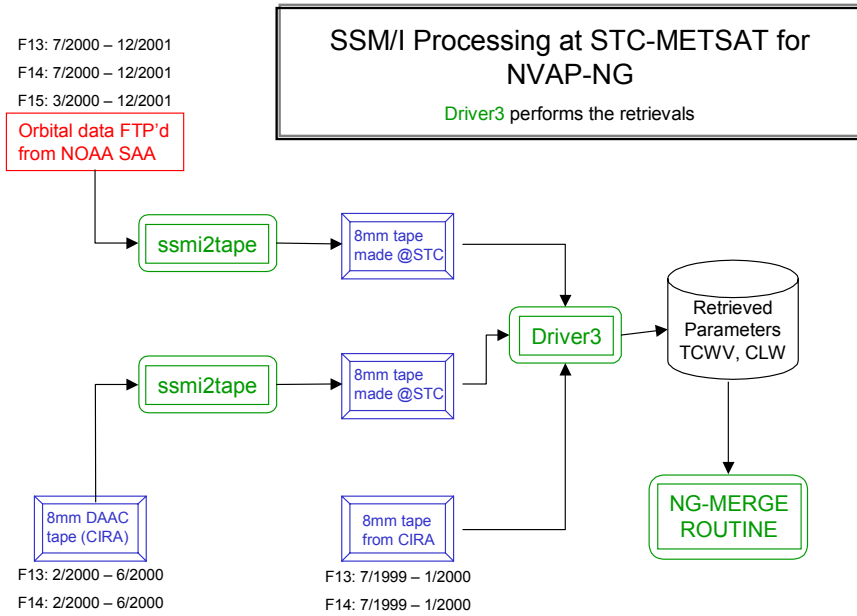 SSM/I Processing at STC-METSAT for
NVAP-NG
Driver3 performs the retrievals
F13: 7/2000 – 12/2001
F14: 7/2000 – 12/2001
F15: 3/2000 – 12/2001
Orbital data FTP'd
from NOAA SAA
ssmi2tape
8mm tape
made @STC
Driver3
Retrieved
Parameters
TCWV, CLW
ssmi2tape
8mm tape
made @STC
8mm DAAC
tape (CIRA)
F13: 2/2000 – 6/2000
F14: 2/2000 – 6/2000
8mm tape
from CIRA
F13: 7/1999 – 1/2000
F14: 7/1999 – 1/2000
NG-MERGE
ROUTINE